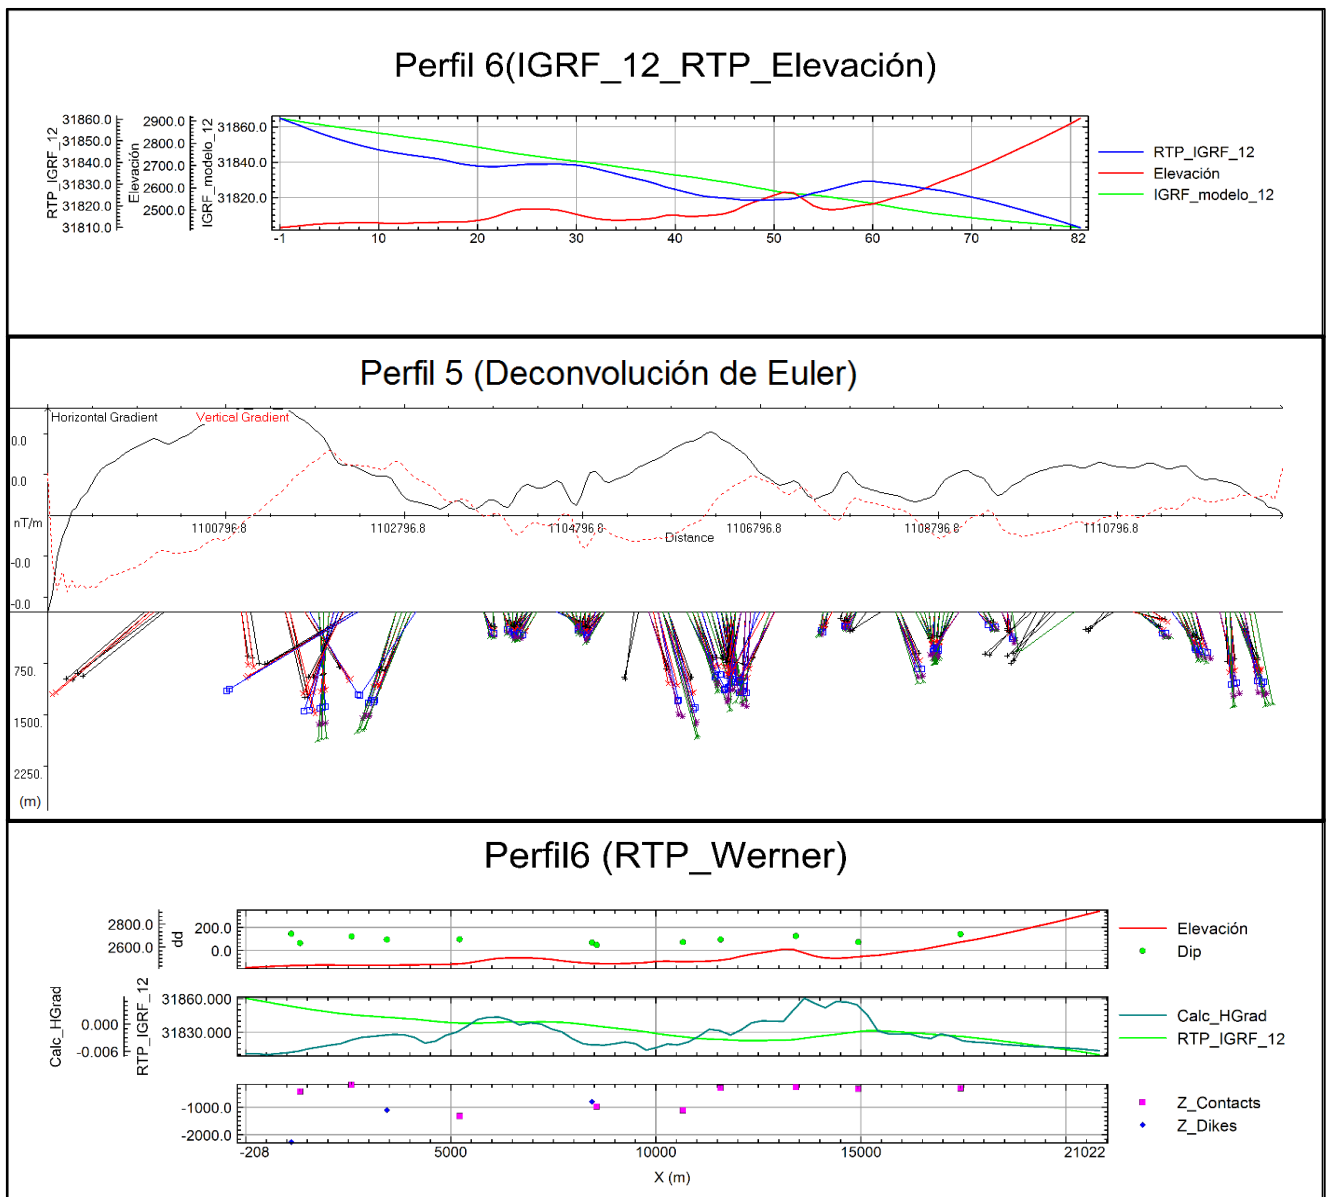 Perfil 6(IGRF_12_RTP_Elevación)
RTP_IGRF_12
31860.0
31850.0
31840.0
31830.0
31820.0
31810.0
Elevación
2900.0
2800.0
2700.0
2600.0
2500.0
IGRF_modelo_12
31860.0
31840.0
31820.0
-1 10 20 30 40 50 60 70 82
RTP_IGRF_12
Elevación
IGRF_modelo_12
Perfil 5 (Deconvolución de Euler)
Horizontal Gradient Vertical Gradient
0.0
0.0
nT/m
-0.0
-0.0
1100796.8 1102796.8 1104796.8 1106796.8 1108796.8 1110796.8
Distance
750.
1500.
2250.
(m)
Perfil6 (RTP_Werner)
2800.0
2600.0
dd
200.0
0.0
Elevación
Dip
Calc_HGrad
0.000
-0.006
RTP_IGRF_12
31860.000
31830.000
Calc_HGrad
RTP_IGRF_12
-1000.0
-2000.0
Z_Contacts
Z_Dikes
-208 5000 10000 15000 21022
X (m)